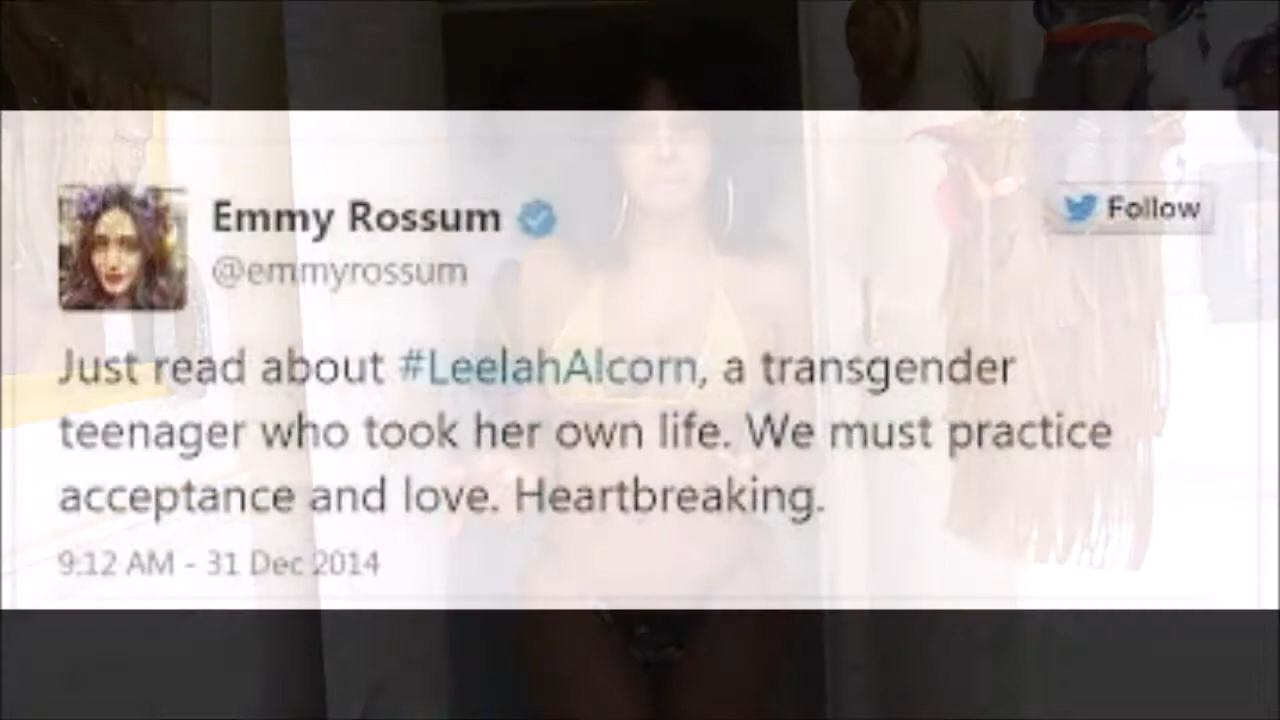 Emmy Rossum
@emmyrossum
Follow
Just read about #LeelahAlcorn, a transgender
teenager who took her own life. We must practice
acceptance and love. Heartbreaking.
9:12 AM - 31 Dec 2014